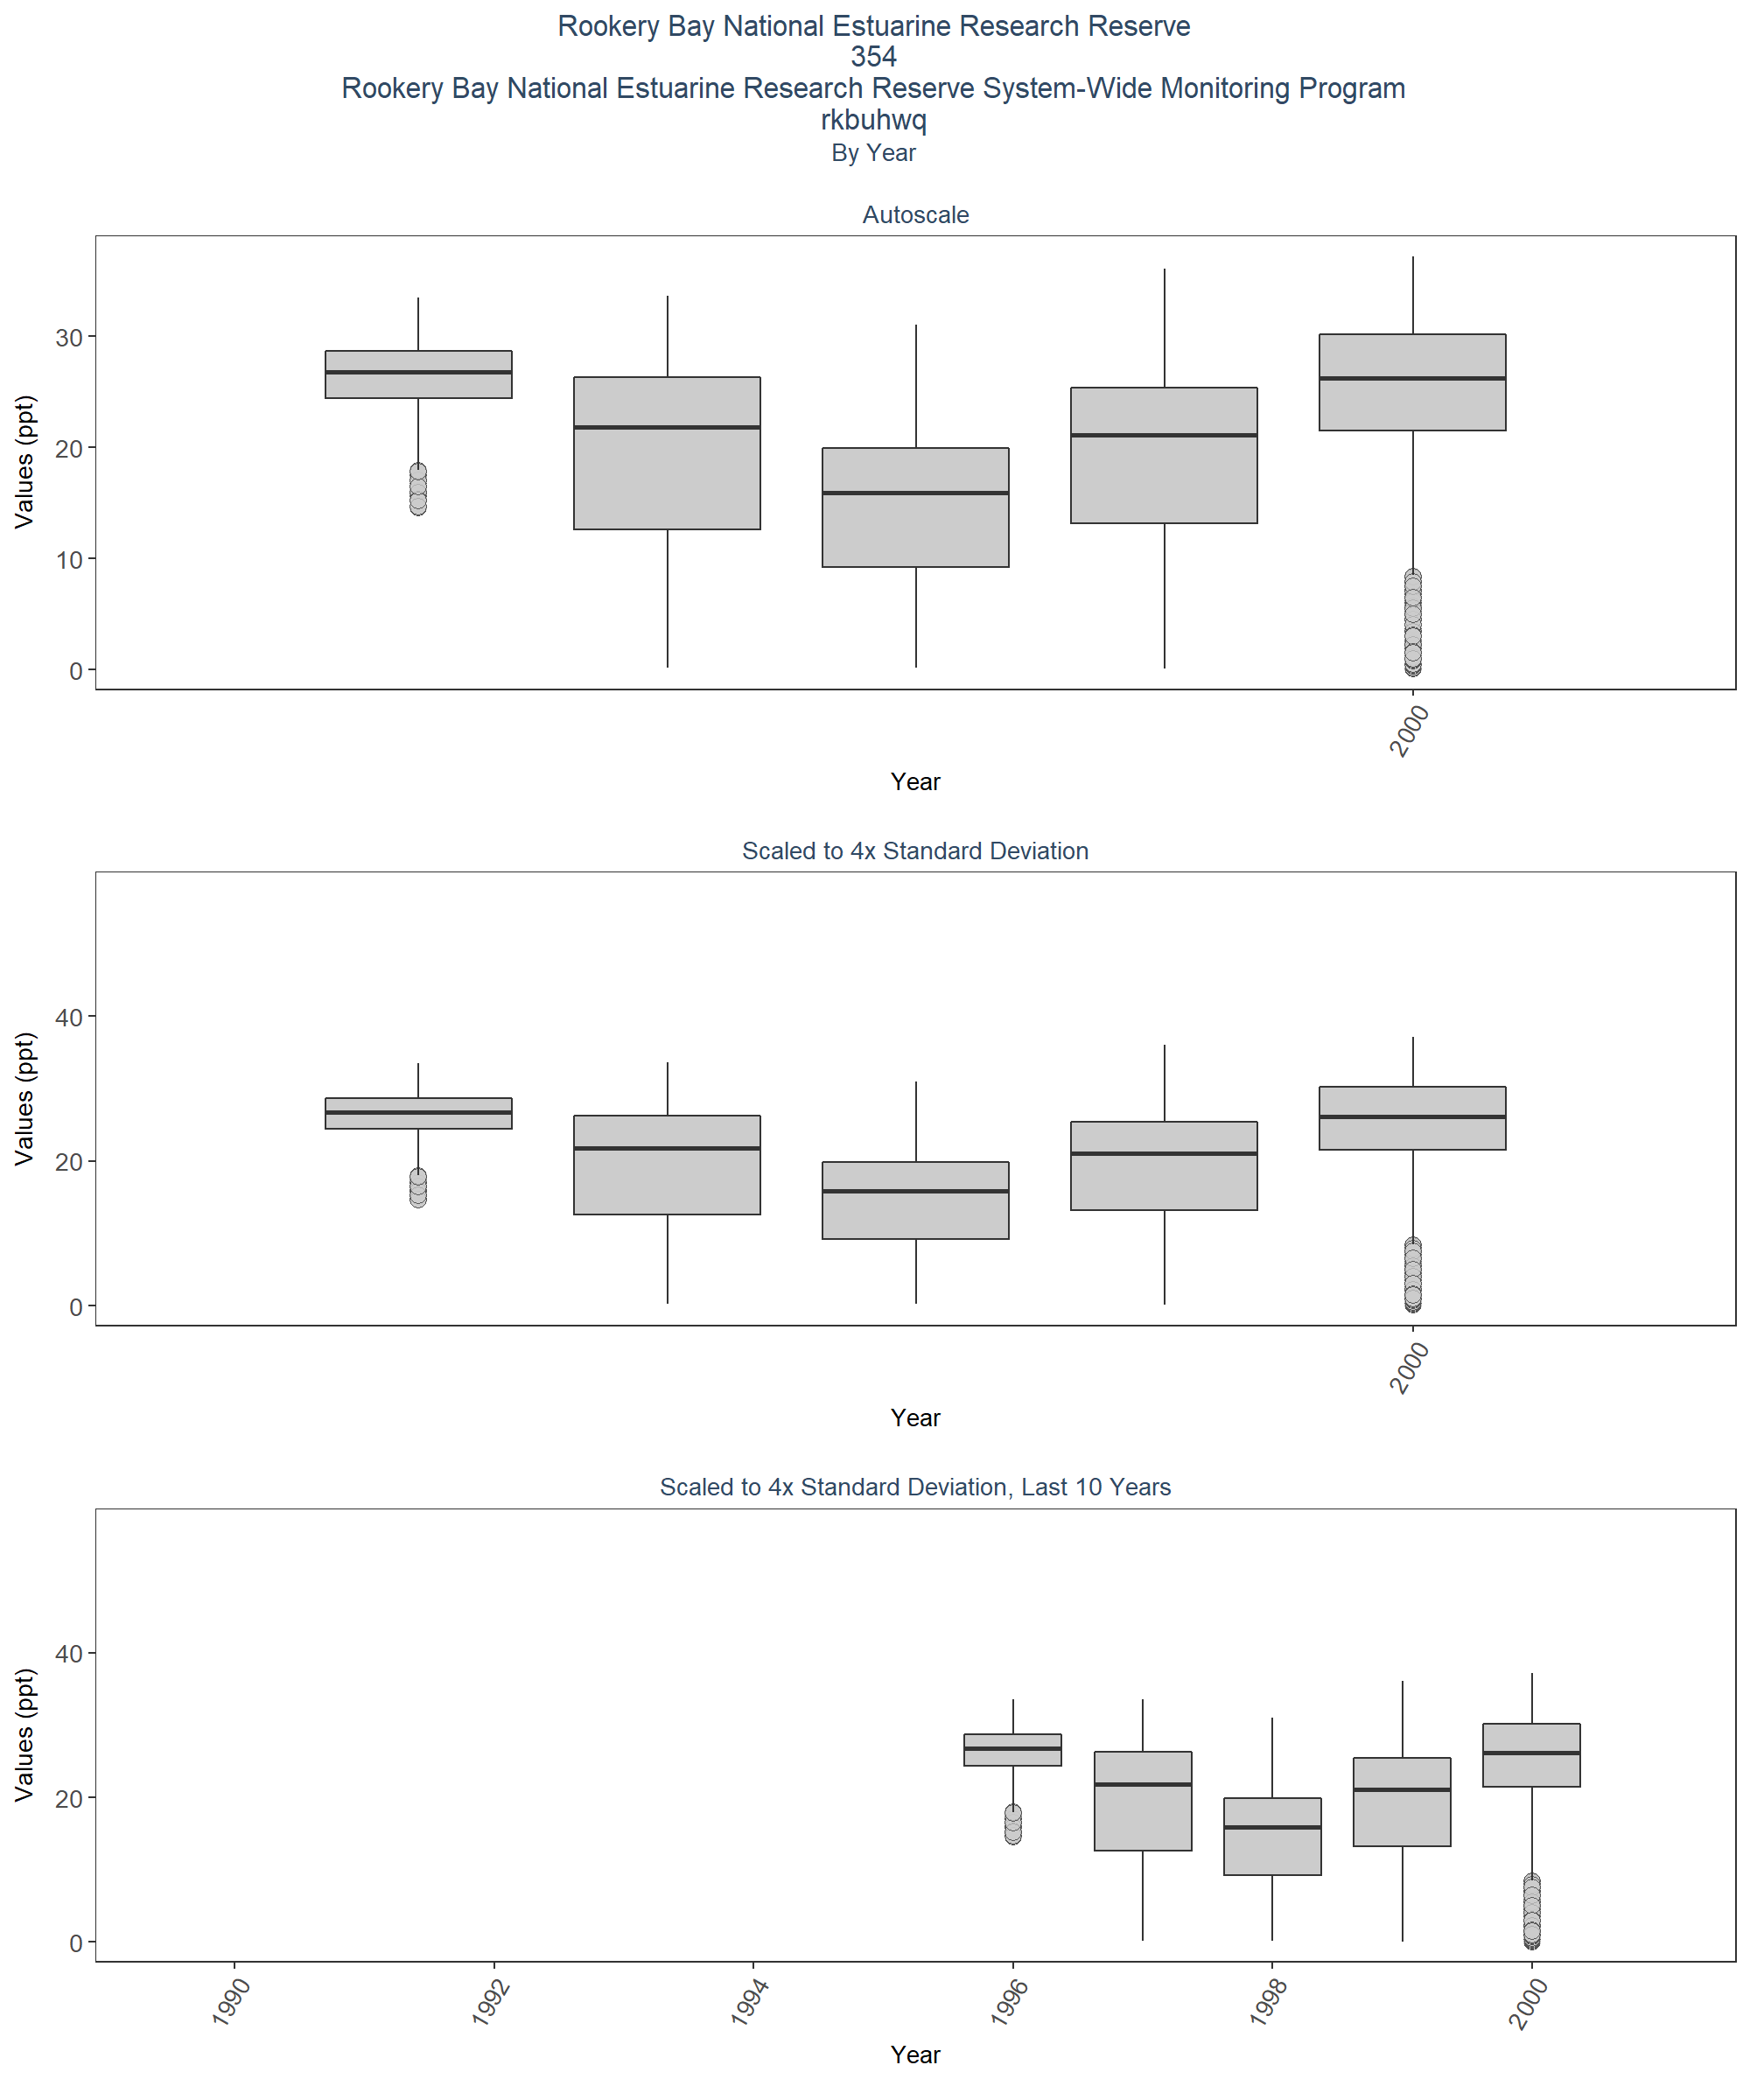 Rookery Bay National Estuarine Research Reserve
354
Rookery Bay National Estuarine Research Reserve System-Wide Monitoring Program
rkbuhwq
By Year
Autoscale
Values (ppt)
30
20
10
0
2000
Year
Scaled to 4x Standard Deviation
Values (ppt)
40
20
0
2000
Year
Scaled to 4x Standard Deviation, Last 10 Years
Values (ppt)
40
20
0
1990 1992 1994 1996 1998 2000
Year